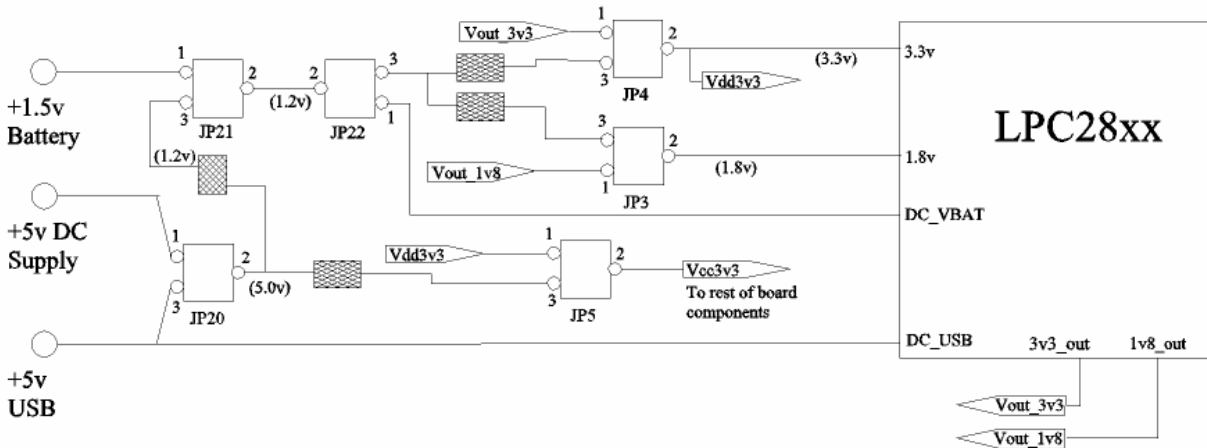 +1.5v
Battery
1
3
2
JP21
(1.2v)
2
3
1
JP22
(1.2v)
Vout_3v3
1
3
2
JP4
(3.3v)
Vdd3v3
3
1
2
JP3
Vout_1v8
(1.8v)
+5v DC
Supply
1
3
2
JP20
(5.0v)
Vdd3v3
1
3
2
JP5
Vcc3v3
To rest of board
components
+5v
USB
LPC28xx
3.3v
1.8v
DC_VBAT
DC_USB
3v3_out
1v8_out
Vout_3v3
Vout_1v8